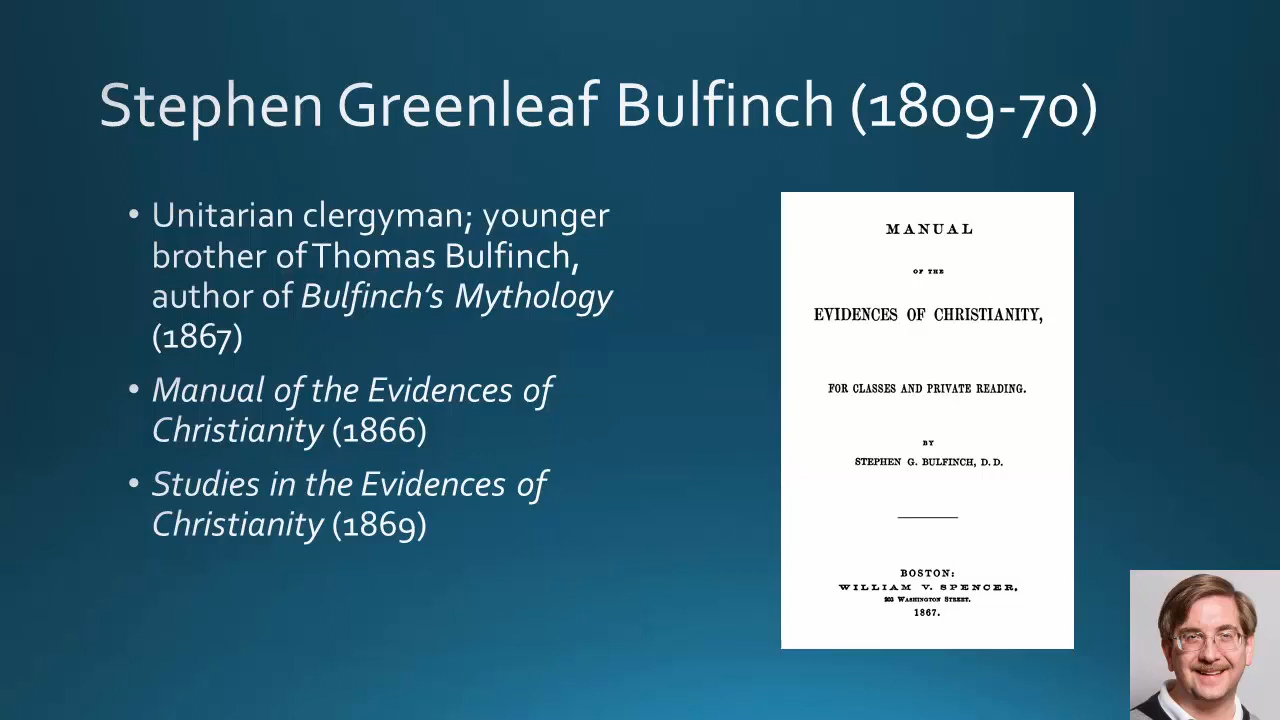 Stephen Greenleaf Bulfinch (1809-70)
• Unitarian clergyman; younger
brother of Thomas Bulfinch,
author of Bulfinch’s Mythology
(1867)
• Manual of the Evidences of
Christianity (1866)
• Studies in the Evidences of
Christianity (1869)
MANUAL
OF THE
EVIDENCES OF CHRISTIANITY,
FOR CLASSES AND PRIVATE READING.
BY
STEPHEN G. BULFINCH, D. D.
BOSTON:
WILLIAM V. SPENCER,
203 WASHINGTON STREET.
1867.